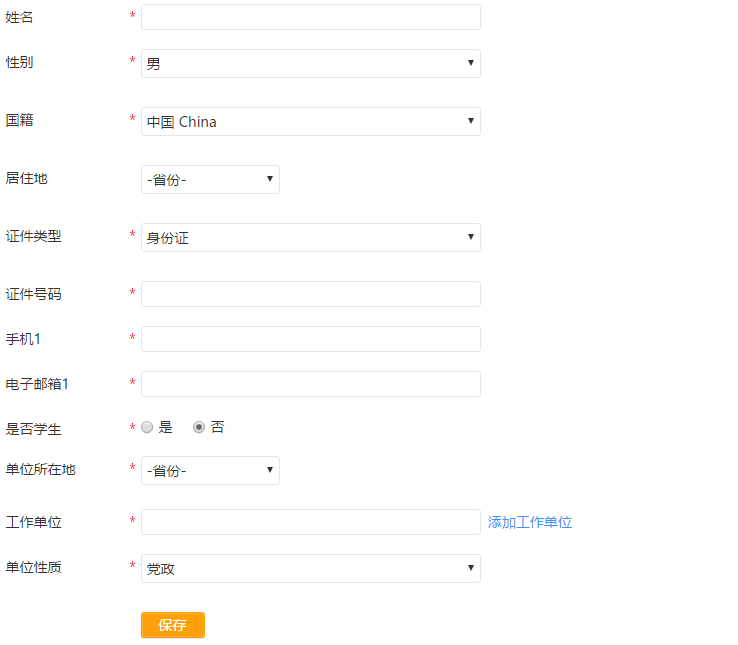 姓名 *
性别 * 男
国籍 * 中国 China
居住地 -省份-
证件类型 * 身份证
证件号码 *
手机1 *
电子邮箱1 *
是否学生 * 是 否
单位所在地 * -省份-
工作单位 * 添加工作单位
单位性质 * 党政
保存